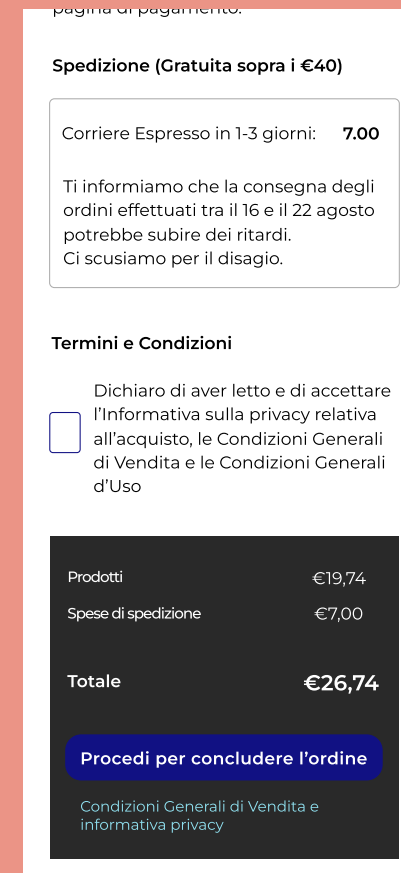 pagina di pagamento.
Spedizione (Gratuita sopra i €40)
Corriere Espresso in 1-3 giorni: 7.00
Ti informiamo che la consegna degli
ordini effettuati tra il 16 e il 22 agosto
potrebbe subire dei ritardi.
Ci scusiamo per il disagio.
Termini e Condizioni
Dichiaro di aver letto e di accettare
l’Informativa sulla privacy relativa
all’acquisto, le Condizioni Generali
di Vendita e le Condizioni Generali
d’Uso
Prodotti €19,74
Spese di spedizione €7,00
Totale €26,74
Procedi per concludere l’ordine
Condizioni Generali di Vendita e
informativa privacy